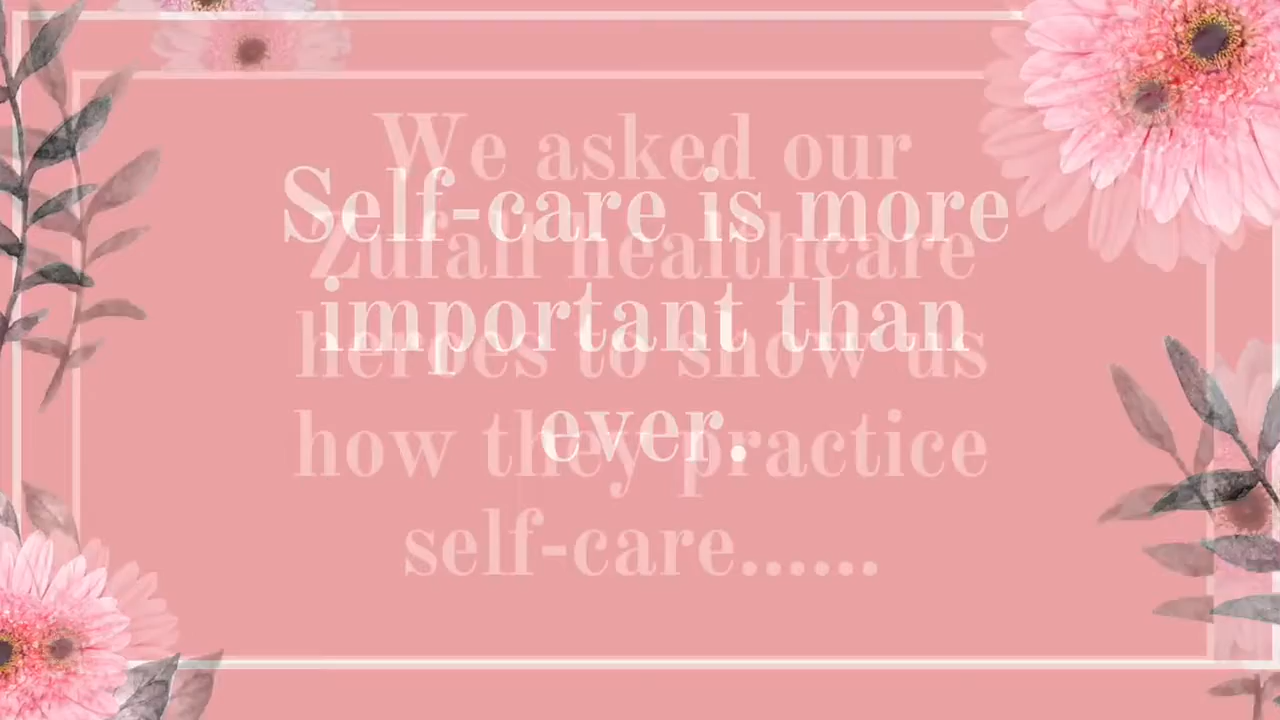 Self-care is more
important than
ever.
We asked our
Zufall healthcare
heroes to show us
how they practice
self-care......